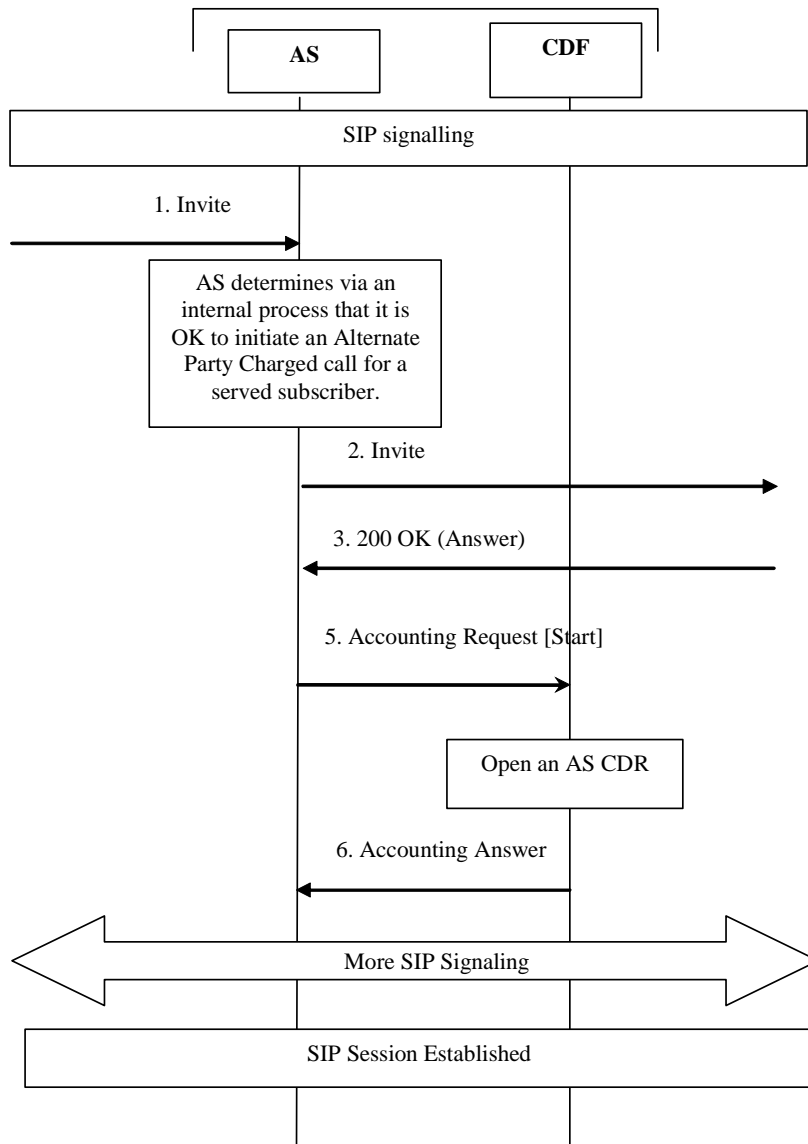 AS
CDF
SIP signalling
1. Invite
AS determines via an
internal process that it is
OK to initiate an Alternate
Party Charged call for a
served subscriber.
2. Invite
3. 200 OK (Answer)
5. Accounting Request [Start]
Open an AS CDR
6. Accounting Answer
More SIP Signaling
SIP Session Established